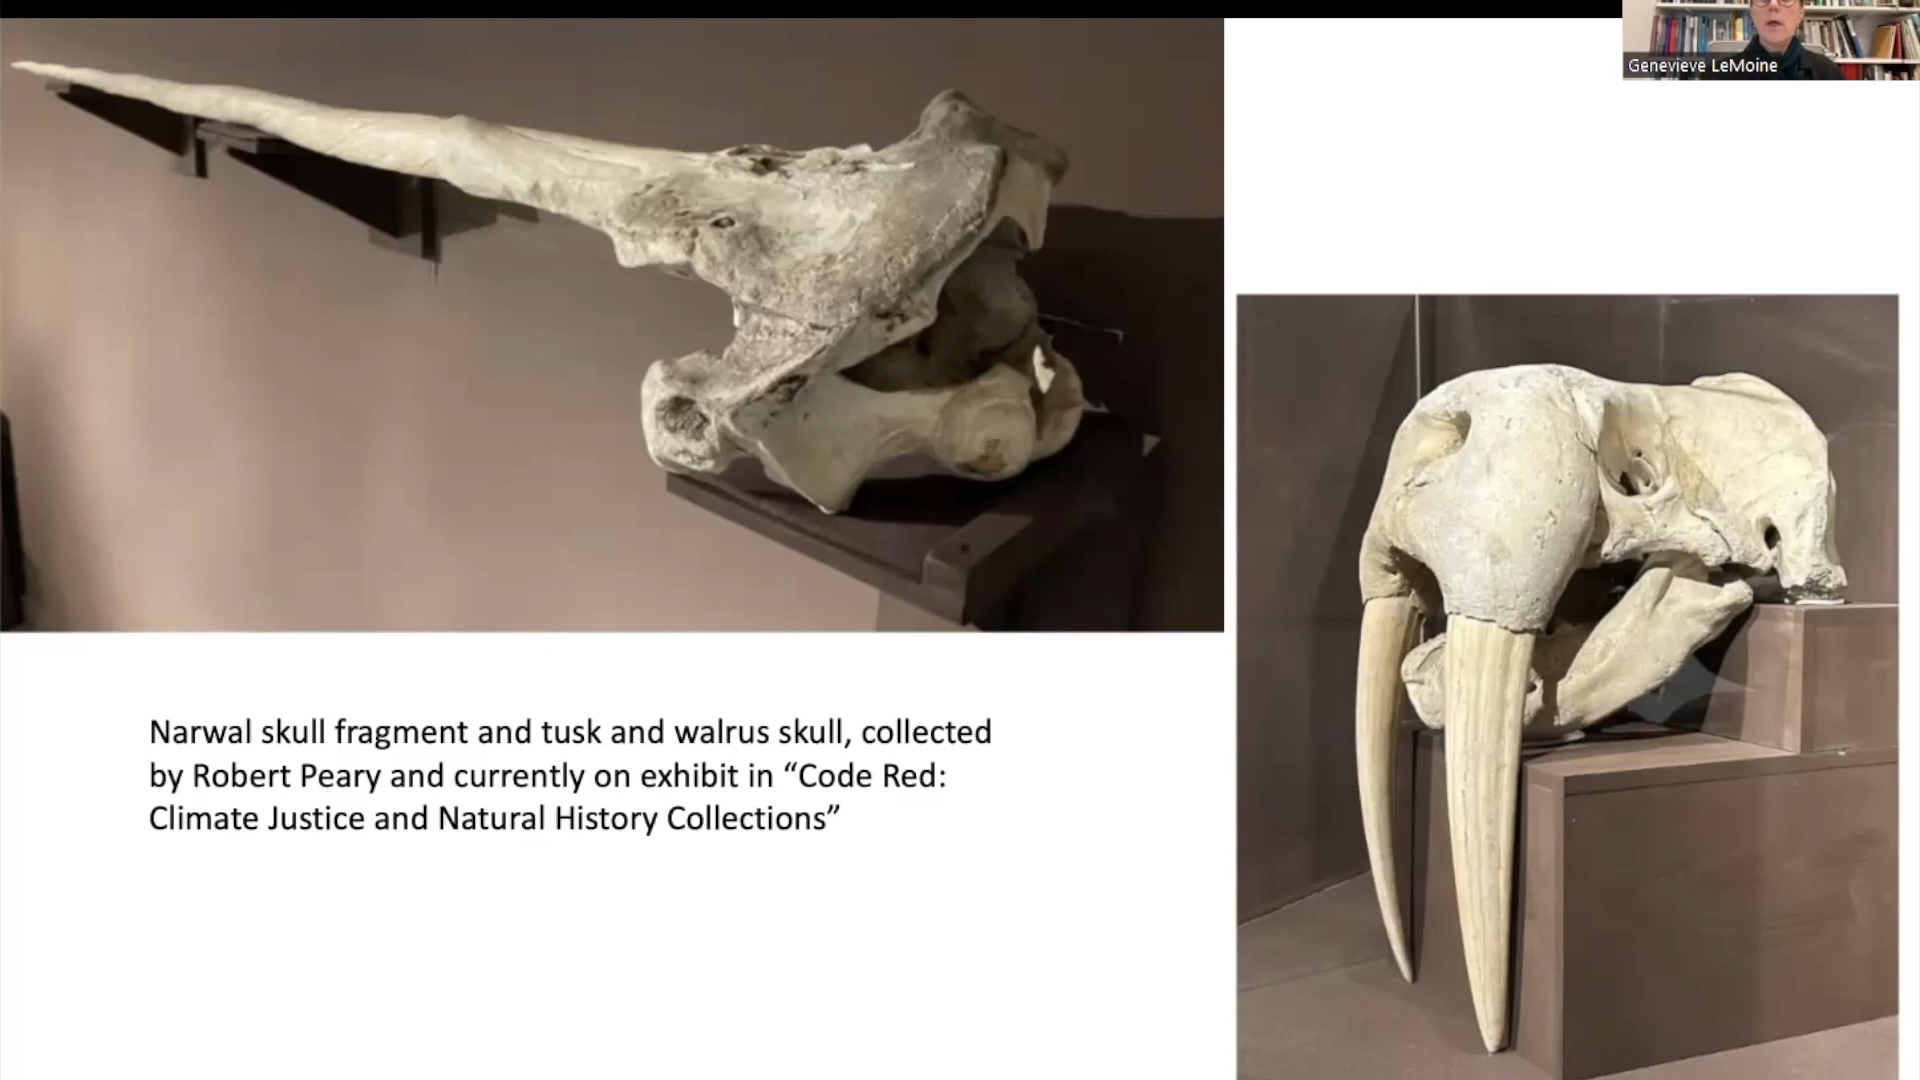 Genevieve LeMoine
Narwal skull fragment and tusk and walrus skull, collected
by Robert Peary and currently on exhibit in “Code Red:
Climate Justice and Natural History Collections”